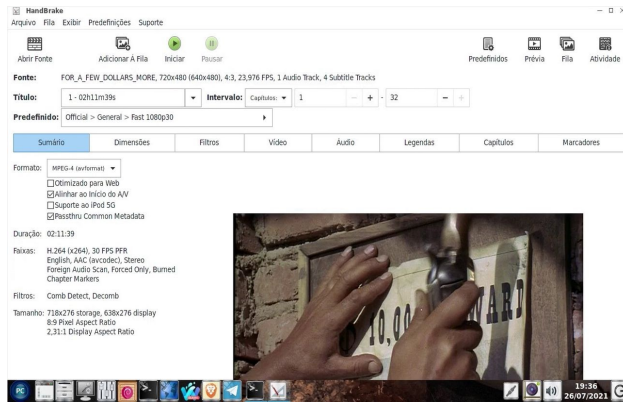 HandBrake
Arquivo Fila Exibir Predefinições Suporte
Abrir Fonte Adicionar À Fila Iniciar Pausar Predefinidos Prévia Fila Atividade
Fonte: FOR_A_FEW_DOLLARS_MORE, 720x480 (640x480), 4:3, 23,976 FPS, 1 Audio Track, 4 Subtitle Tracks
Título: 1 - 02h11m39s Intervalo: Capítulos: 1 - + - 32 - +
Predefinido: Official > General > Fast 1080p30
Sumário Dimensões Filtros Vídeo Áudio Legendas Capítulos Marcadores
Formato: MPEG-4 (avformat)
Otimizado para Web
Alinhar ao Início do A/V
Suporte ao iPod 5G
Passthru Common Metadata
Duração: 02:11:39
Faixas: H.264 (x264), 30 FPS PFR
English, AAC (avcodec), Stereo
Foreign Audio Scan, Forced Only, Burned
Chapter Markers
Filtros: Comb Detect, Decomb
Tamanho: 718x276 storage, 638x276 display
8:9 Pixel Aspect Ratio
2,31:1 Display Aspect Ratio
WARD
10,0
PC
19:36
26/07/2021